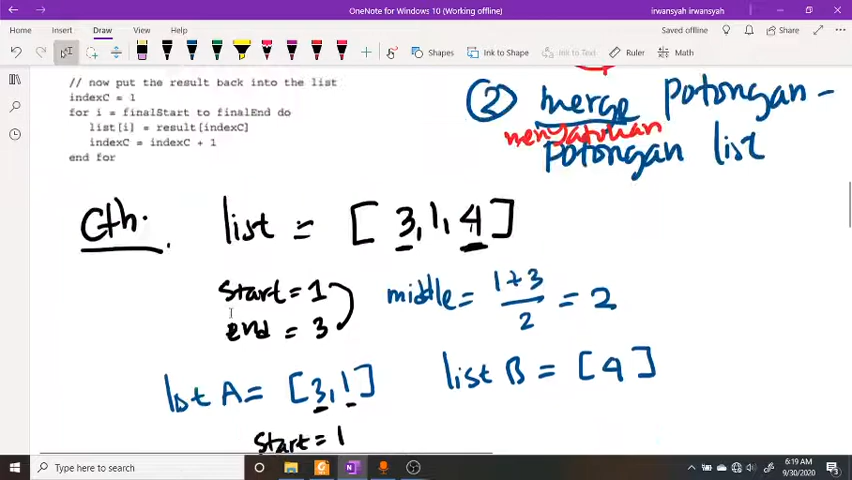 OneNote for Windows 10 (Working offline)
irwansyah irwansyah
Home Insert Draw View Help
Saved offline Share
Shapes Ink to Shape Ink to Text Ruler Math
// now put the result back into the list
indexC = 1
for i = finalStart to finalEnd do
list[i] = result[indexC]
indexC = indexC + 1
end for
② merge potongan -
menyatukan
potongan list
Cth. list = [ 3, 1, 4 ]
start = 1
end = 3
middle = 1+3 / 2 = 2
list A = [ 3, 1 ] list B = [ 4 ]
start = 1
Type here to search
6:19 AM
9/30/2020